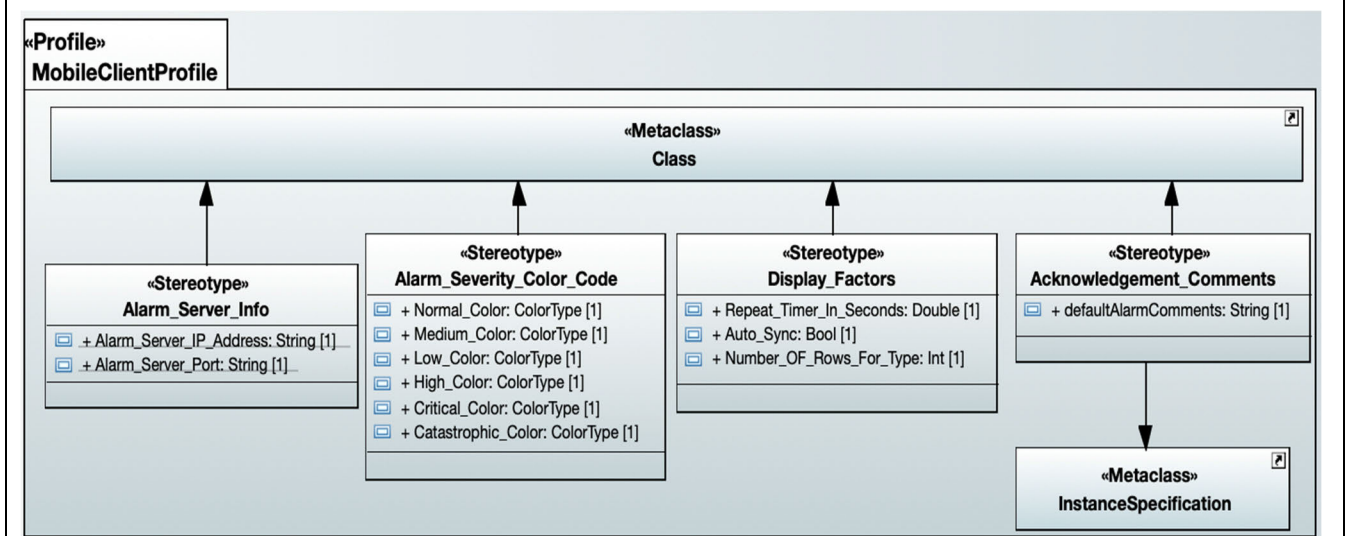 «Profile»
MobileClientProfile
«Metaclass»
Class
«Stereotype»
Alarm_Server_Info
+ Alarm_Server_IP_Address: String [1]
+ Alarm_Server_Port: String [1]
«Stereotype»
Alarm_Severity_Color_Code
+ Normal_Color: ColorType [1]
+ Medium_Color: ColorType [1]
+ Low_Color: ColorType [1]
+ High_Color: ColorType [1]
+ Critical_Color: ColorType [1]
+ Catastrophic_Color: ColorType [1]
«Stereotype»
Display_Factors
+ Repeat_Timer_In_Seconds: Double [1]
+ Auto_Sync: Bool [1]
+ Number_OF_Rows_For_Type: Int [1]
«Stereotype»
Acknowledgement_Comments
+ defaultAlarmComments: String [1]
«Metaclass»
InstanceSpecification